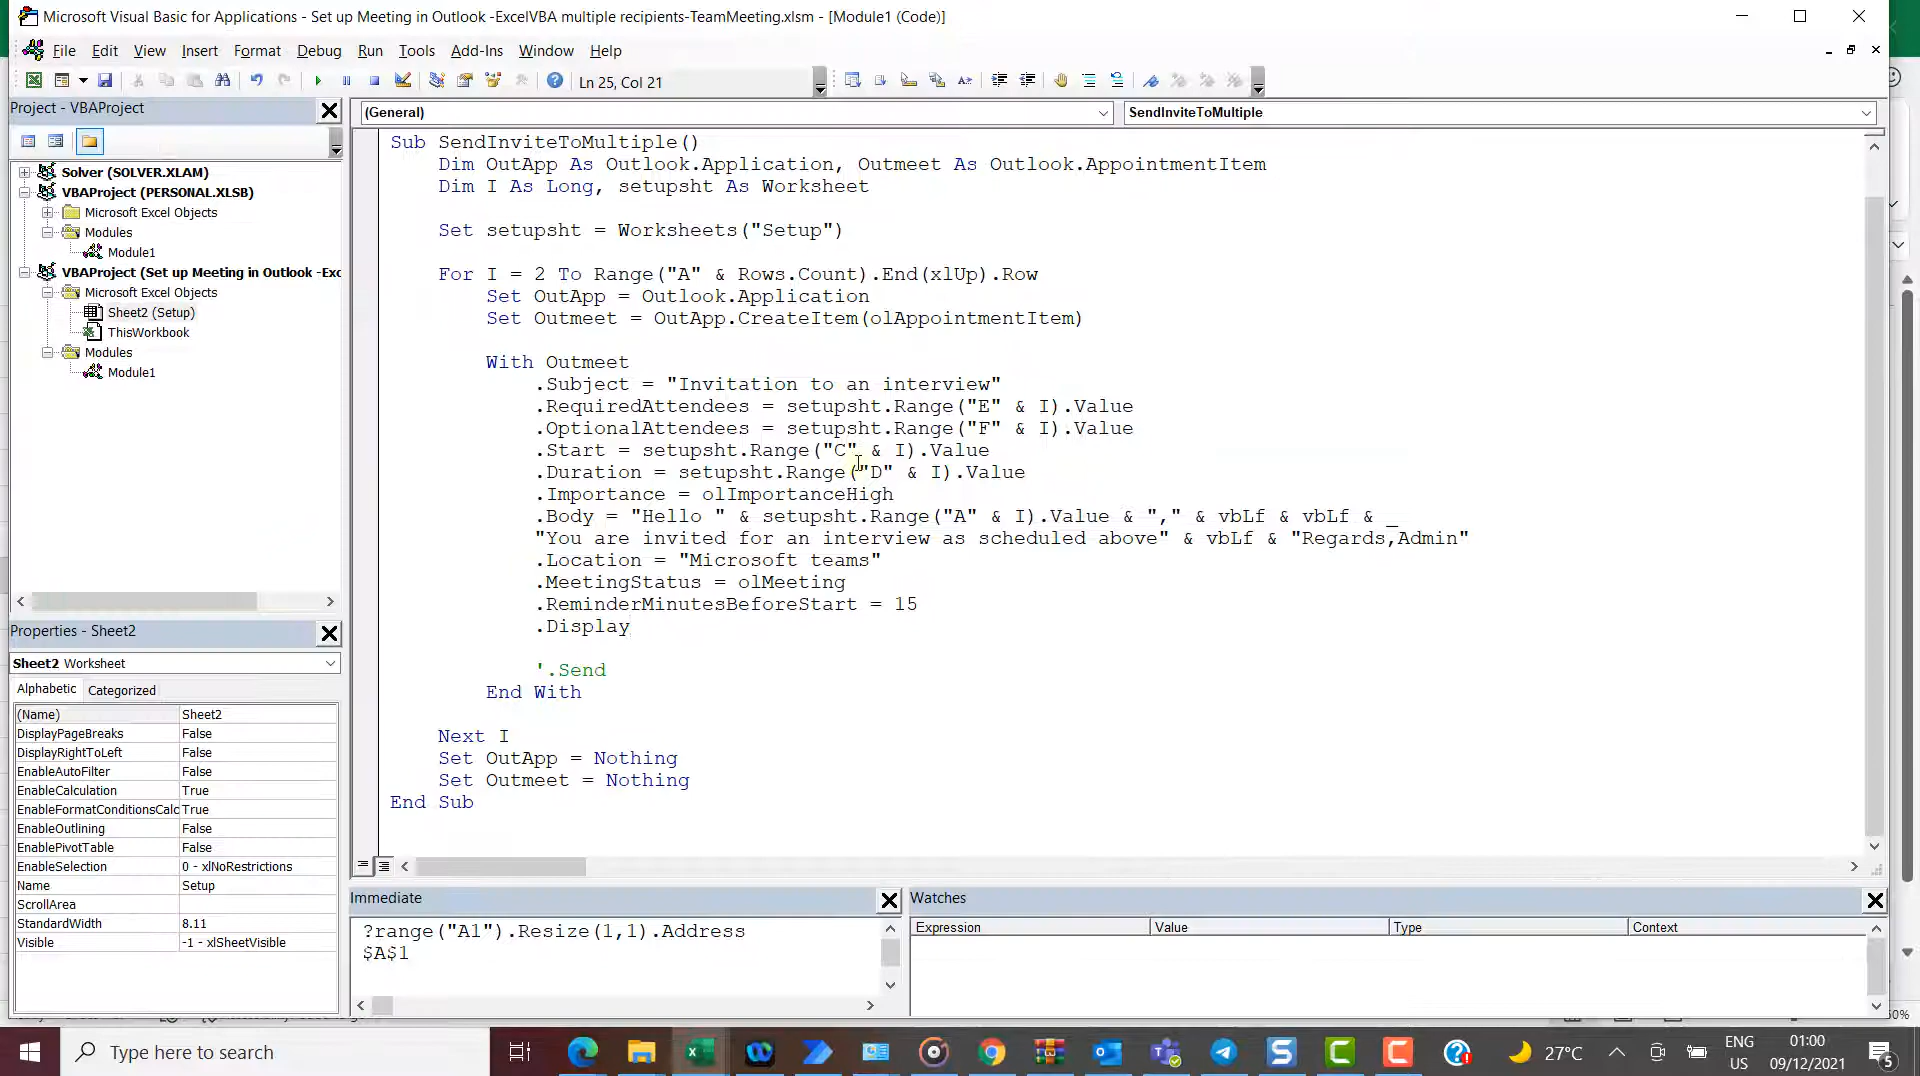 Microsoft Visual Basic for Applications - Set up Meeting in Outlook -ExcelVBA multiple recipients-TeamMeeting.xlsm - [Module1 (Code)]
File Edit View Insert Format Debug Run Tools Add-Ins Window Help
Ln 25, Col 21
Project - VBAProject
Solver (SOLVER.XLAM)
VBAProject (PERSONAL.XLSB)
Microsoft Excel Objects
Modules
Module1
VBAProject (Set up Meeting in Outlook -Exc
Microsoft Excel Objects
Sheet2 (Setup)
ThisWorkbook
Modules
Module1
Properties - Sheet2
Sheet2 Worksheet
Alphabetic Categorized
(Name) Sheet2
DisplayPageBreaks False
DisplayRightToLeft False
EnableAutoFilter False
EnableCalculation True
EnableFormatConditionsCalc True
EnableOutlining False
EnablePivotTable False
EnableSelection 0 - xlNoRestrictions
Name Setup
ScrollArea
StandardWidth 8.11
Visible -1 - xlSheetVisible
(General) SendInviteToMultiple
Sub SendInviteToMultiple()
Dim OutApp As Outlook.Application, Outmeet As Outlook.AppointmentItem
Dim I As Long, setupsht As Worksheet
Set setupsht = Worksheets("Setup")
For I = 2 To Range("A" & Rows.Count).End(xlUp).Row
Set OutApp = Outlook.Application
Set Outmeet = OutApp.CreateItem(olAppointmentItem)
With Outmeet
.Subject = "Invitation to an interview"
.RequiredAttendees = setupsht.Range("E" & I).Value
.OptionalAttendees = setupsht.Range("F" & I).Value
.Start = setupsht.Range("C" & I).Value
.Duration = setupsht.Range("D" & I).Value
.Importance = olImportanceHigh
.Body = "Hello " & setupsht.Range("A" & I).Value & "," & vbLf & vbLf & _
"You are invited for an interview as scheduled above" & vbLf & "Regards,Admin"
.Location = "Microsoft teams"
.MeetingStatus = olMeeting
.ReminderMinutesBeforeStart = 15
.Display
'.Send
End With
Next I
Set OutApp = Nothing
Set Outmeet = Nothing
End Sub
Immediate
?range("A1").Resize(1,1).Address
$A$1
Watches
Expression Value Type Context
Type here to search
27°C
ENG
US
01:00
09/12/2021
5